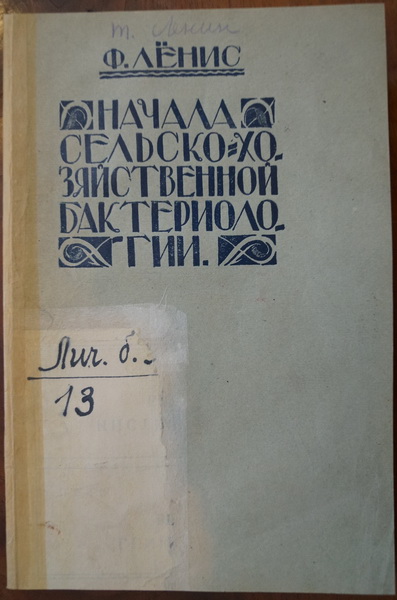 Ф. ЛЁНИС
НАЧАЛА
СЕЛЬСКО-ХО-
ЗЯЙСТВЕННОЙ
БАКТЕРИОЛО-
ГИИ.
Лич. б.
13